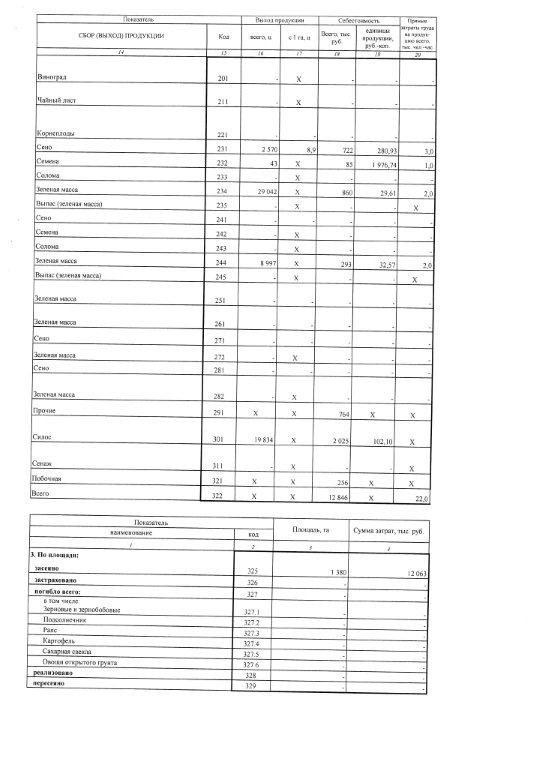 Показатель Выход продукции Себестоимость Прямые затраты труда на продукцию всего, тыс. чел.-час
СБОР (ВЫХОД) ПРОДУКЦИИ Код всего, ц с 1 га, ц Всего, тыс. руб. единицы продукции, руб.-коп.
14 15 16 17 18 19 20
Виноград 201 - X - - -
Чайный лист 211 - X - - -
Корнеплоды 221 - - - - -
Сено 231 2 570 8,9 722 280,93 3,0
Семена 232 43 X 85 1 976,74 1,0
Солома 233 - X - - -
Зеленая масса 234 29 042 X 860 29,61 2,0
Выпас (зеленая масса) 235 - X - - X
Сено 241 - - - - -
Семена 242 - X - - -
Солома 243 - X - - -
Зеленая масса 244 8 997 X 293 32,57 2,0
Выпас (зеленая масса) 245 - X - - X
Зеленая масса 251 - - - - -
Зеленая масса 261 - - - - -
Сено 271 - - - - -
Зеленая масса 272 - X - - -
Сено 281 - - - - -
Зеленая масса 282 - X - - -
Прочие 291 X X 764 X X
Силос 301 19 834 X 2 025 102,10 X
Сенаж 311 - X - - X
Побочная 321 X X 256 X X
Всего 322 X X 12 846 X 22,0
Показатель Площадь, га Сумма затрат, тыс. руб.
наименование код
1 2 3 4
3. По площади:
засеяно 325 1 380 12 063
застраховано 326 - -
погибло всего: 327 - -
в том числе
Зерновые и зернобобовые 327.1 - -
Подсолнечник 327.2 - -
Рапс 327.3 - -
Картофель 327.4 - -
Сахарная свекла 327.5 - -
Овощи открытого грунта 327.6 - -
реализовано 328 - -
пересеяно 329 - -